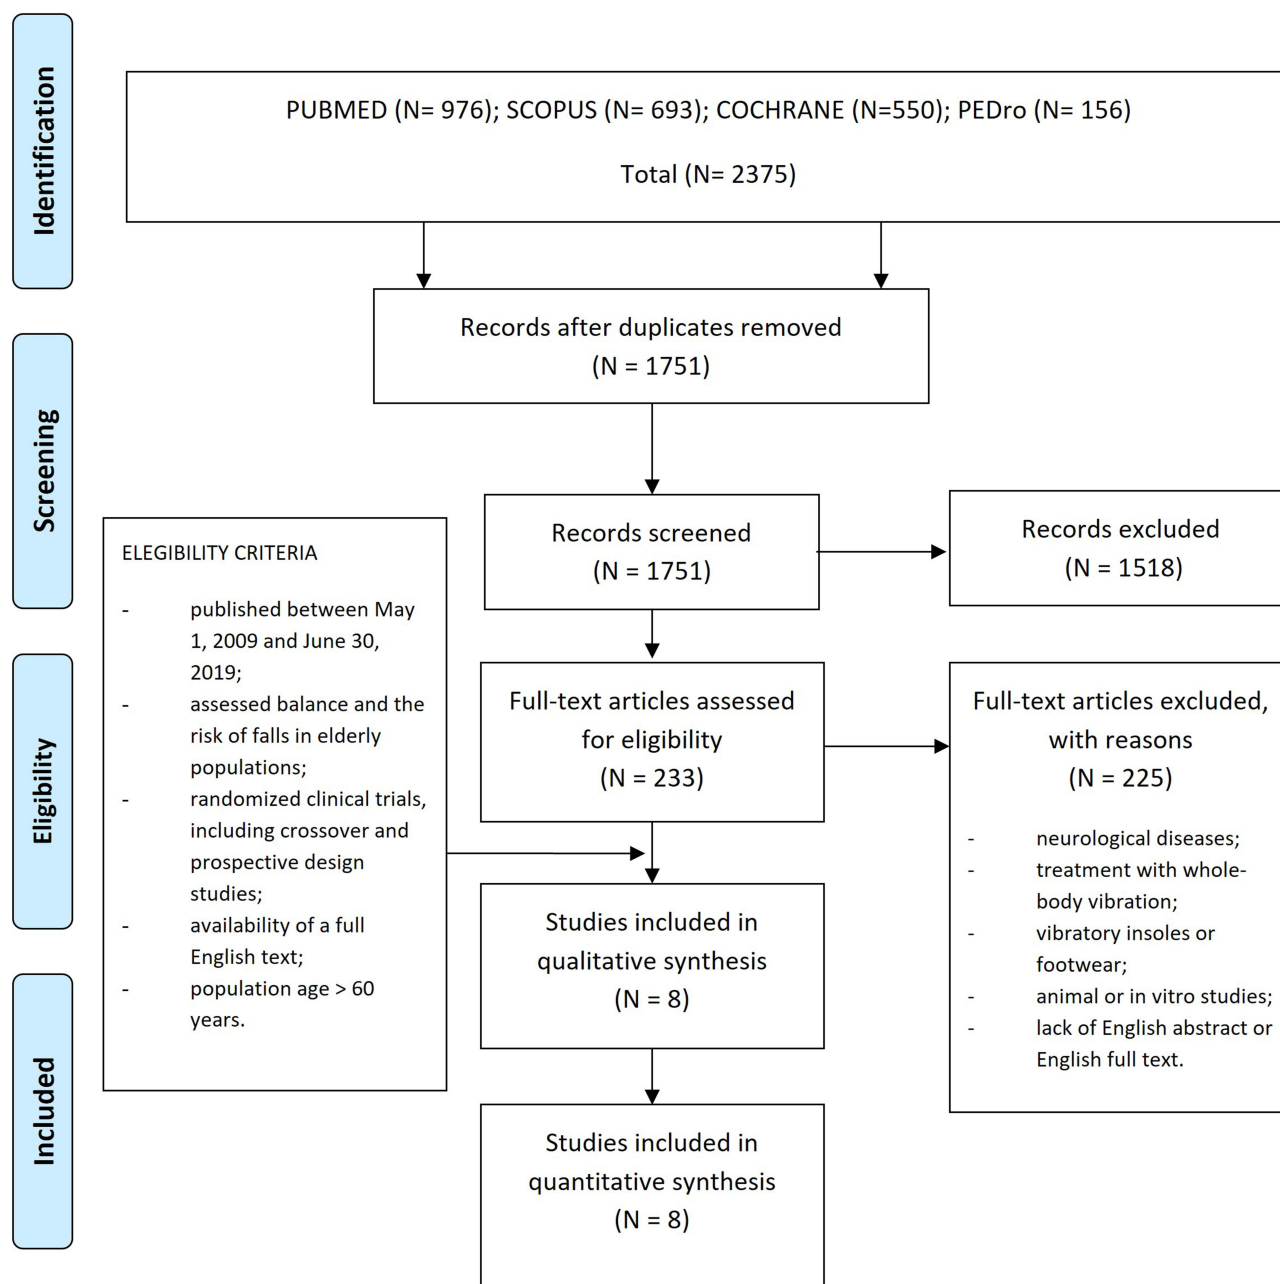 Identification
PUBMED (N= 976); SCOPUS (N= 693); COCHRANE (N=550); PEDro (N= 156)
Total (N= 2375)
Records after duplicates removed
(N = 1751)
Screening
Records screened
(N = 1751)
Records excluded
(N = 1518)
ELEGIBILITY CRITERIA
- published between May
1, 2009 and June 30,
2019;
- assessed balance and the
risk of falls in elderly
populations;
- randomized clinical trials,
including crossover and
prospective design
studies;
- availability of a full
English text;
- population age > 60
years.
Eligibility
Full-text articles assessed
for eligibility
(N = 233)
Full-text articles excluded,
with reasons
(N = 225)
- neurological diseases;
- treatment with whole-
body vibration;
- vibratory insoles or
footwear;
- animal or in vitro studies;
- lack of English abstract or
English full text.
Studies included in
qualitative synthesis
(N = 8)
Included
Studies included in
quantitative synthesis
(N = 8)